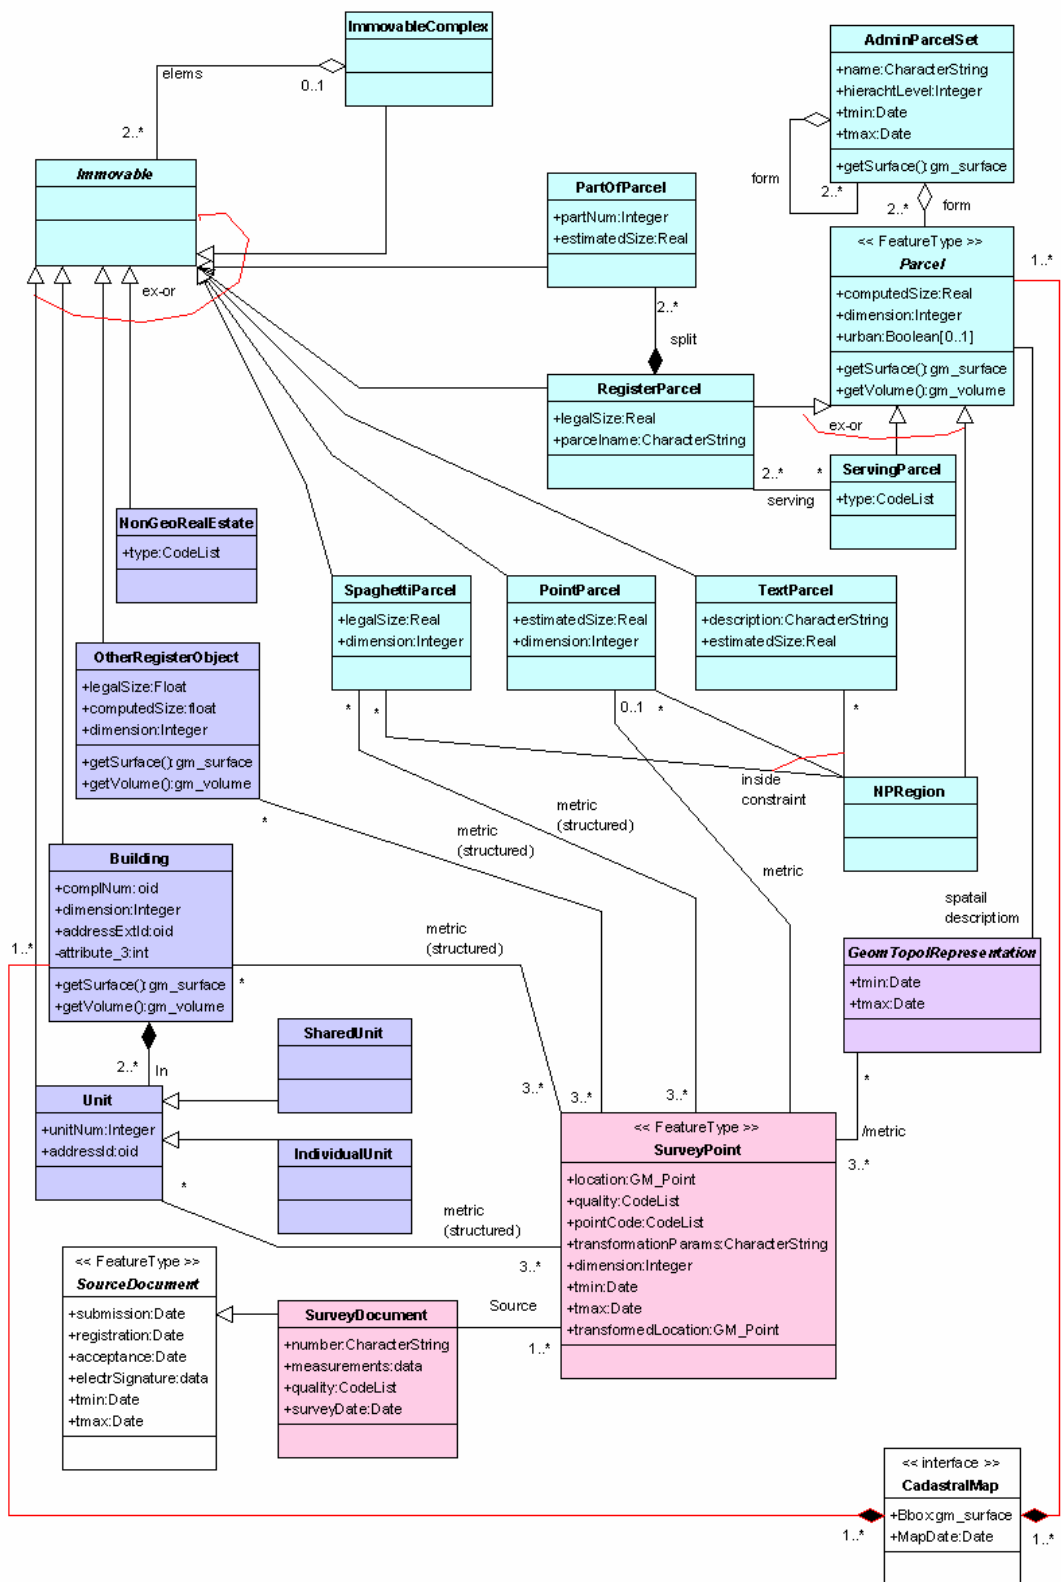 ImmovableComplex
elems
0..1
2..*
Immovable
ex-or
AdminParcelSet
+name:CharacterString
+hierachtLevel:Integer
+tmin:Date
+tmax:Date
+getSurface():gm_surface
form
2..*
2..*
form
PartOfParcel
+partNum:Integer
+estimatedSize:Real
2..*
split
<< FeatureType >>
Parcel
+computedSize:Real
+dimension:Integer
+urban:Boolean[0..1]
+getSurface():gm_surface
+getVolume():gm_volume
1..*
RegisterParcel
+legalSize:Real
+parcelname:CharacterString
ex-or
2..*
*
serving
ServingParcel
+type:CodeList
NonGeoRealEstate
+type:CodeList
SpaghettiParcel
+legalSize:Real
+dimension:Integer
PointParcel
+estimatedSize:Real
+dimension:Integer
TextParcel
+description:CharacterString
+estimatedSize:Real
OtherRegisterObject
+legalSize:Float
+computedSize:float
+dimension:Integer
+getSurface():gm_surface
+getVolume():gm_volume
*
*
*
0..1
*
*
inside
constraint
NPRegion
metric
(structured)
metric
(structured)
metric
spatail
descriptiom
Building
+complNum:oid
+dimension:Integer
+addressExtId:oid
-attribute_3:int
+getSurface():gm_surface
+getVolume():gm_volume
1..*
*
metric
(structured)
GeomTopolRepresentation
+tmin:Date
+tmax:Date
*
/metric
3..*
2..*
In
SharedUnit
Unit
+unitNum:Integer
+addressId:oid
*
IndividualUnit
3..*
3..*
3..*
<< FeatureType >>
SurveyPoint
+location:GM_Point
+quality:CodeList
+pointCode:CodeList
+transformationParams:CharacterString
+dimension:Integer
+tmin:Date
+tmax:Date
+transformedLocation:GM_Point
metric
(structured)
3..*
<< FeatureType >>
SourceDocument
+submission:Date
+registration:Date
+acceptance:Date
+electrSignature:data
+tmin:Date
+tmax:Date
SurveyDocument
+number:CharacterString
+measurements:data
+quality:CodeList
+surveyDate:Date
Source
1..*
<< interface >>
CadastralMap
+Bbox:gm_surface
+MapDate:Date
1..*
1..*